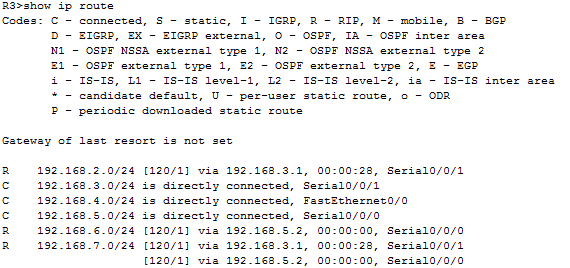 R3>show ip route
Codes: C - connected, S - static, I - IGRP, R - RIP, M - mobile, B - BGP
       D - EIGRP, EX - EIGRP external, O - OSPF, IA - OSPF inter area
       N1 - OSPF NSSA external type 1, N2 - OSPF NSSA external type 2
       E1 - OSPF external type 1, E2 - OSPF external type 2, E - EGP
       i - IS-IS, L1 - IS-IS level-1, L2 - IS-IS level-2, ia - IS-IS inter area
       * - candidate default, U - per-user static route, o - ODR
       P - periodic downloaded static route
Gateway of last resort is not set
R    192.168.2.0/24 [120/1] via 192.168.3.1, 00:00:28, Serial0/0/1
C    192.168.3.0/24 is directly connected, Serial0/0/1
C    192.168.4.0/24 is directly connected, FastEthernet0/0
C    192.168.5.0/24 is directly connected, Serial0/0/0
R    192.168.6.0/24 [120/1] via 192.168.5.2, 00:00:00, Serial0/0/0
R    192.168.7.0/24 [120/1] via 192.168.3.1, 00:00:28, Serial0/0/1
                    [120/1] via 192.168.5.2, 00:00:00, Serial0/0/0